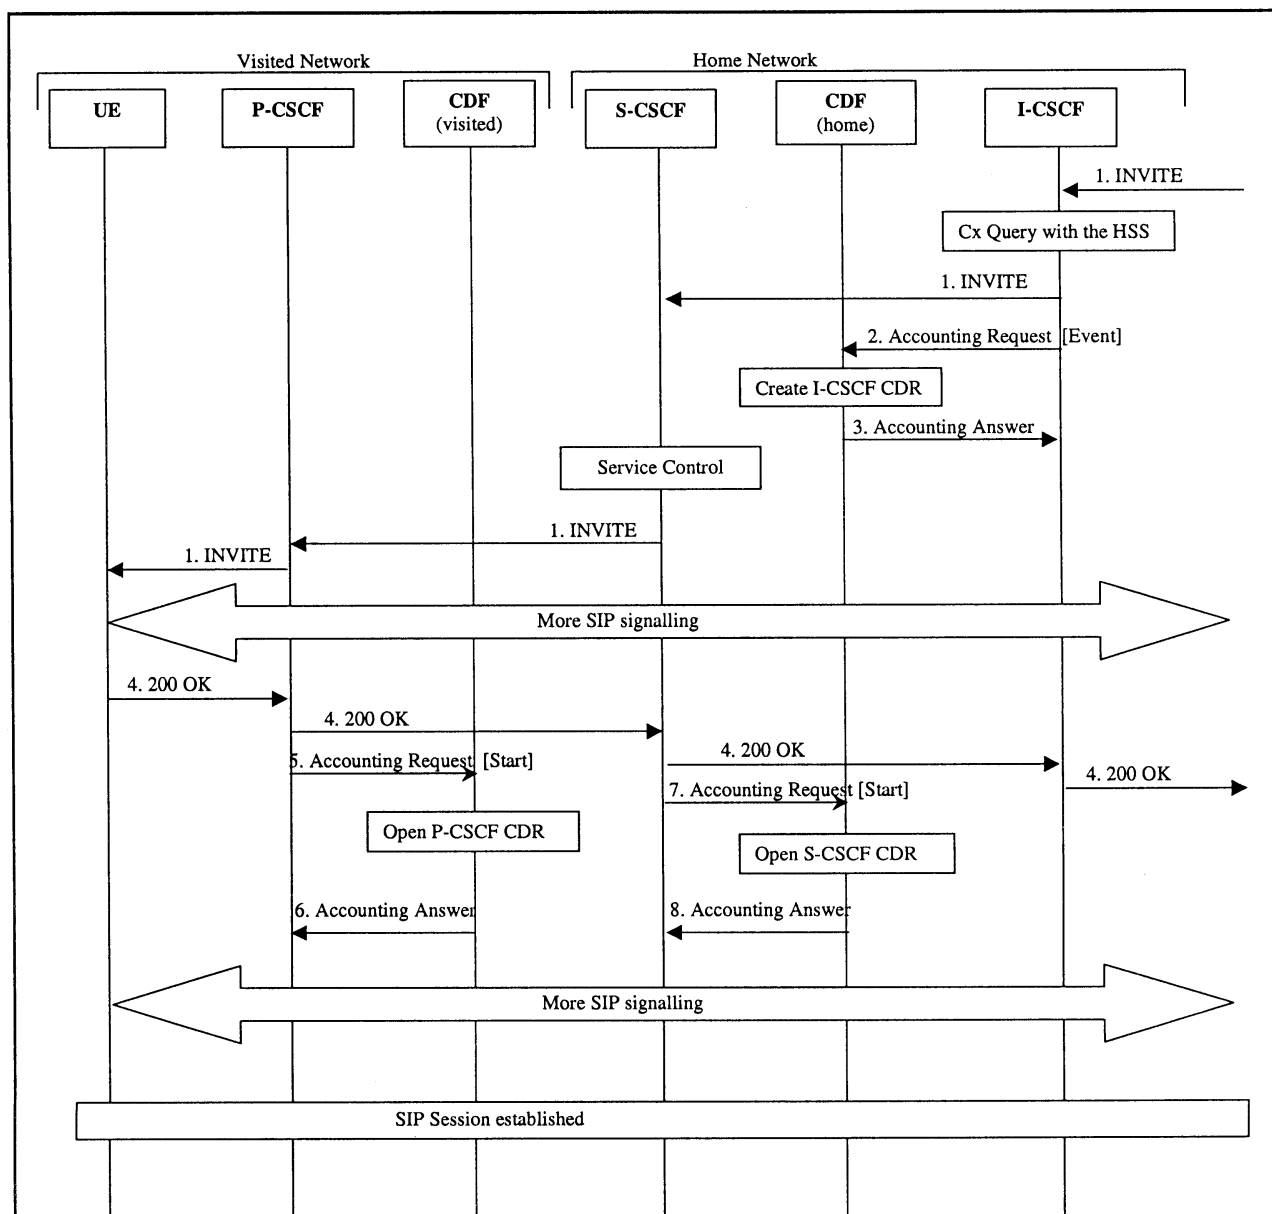 Visited Network
Home Network
UE
P-CSCF
CDF
(visited)
S-CSCF
CDF
(home)
I-CSCF
1. INVITE
Cx Query with the HSS
1. INVITE
2. Accounting Request [Event]
Create I-CSCF CDR
3. Accounting Answer
Service Control
1. INVITE
1. INVITE
More SIP signalling
4. 200 OK
4. 200 OK
4. 200 OK
5. Accounting Request [Start]
4. 200 OK
7. Accounting Request [Start]
Open P-CSCF CDR
Open S-CSCF CDR
6. Accounting Answer
8. Accounting Answer
More SIP signalling
SIP Session established